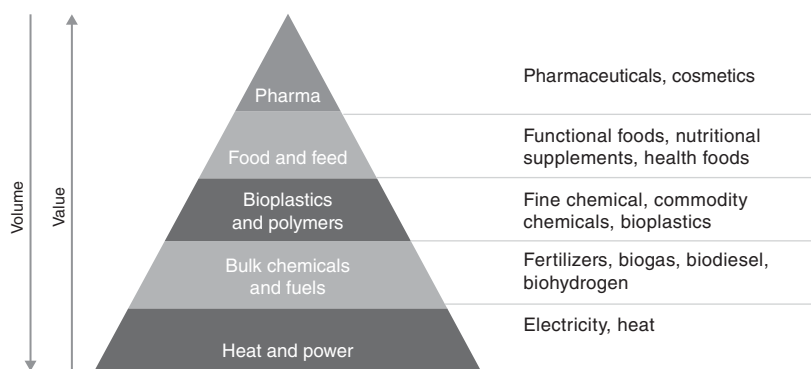 Volume
Value
Pharma
Pharmaceuticals, cosmetics
Food and feed
Functional foods, nutritional
supplements, health foods
Bioplastics
and polymers
Fine chemical, commodity
chemicals, bioplastics
Bulk chemicals
and fuels
Fertilizers, biogas, biodiesel,
biohydrogen
Heat and power
Electricity, heat